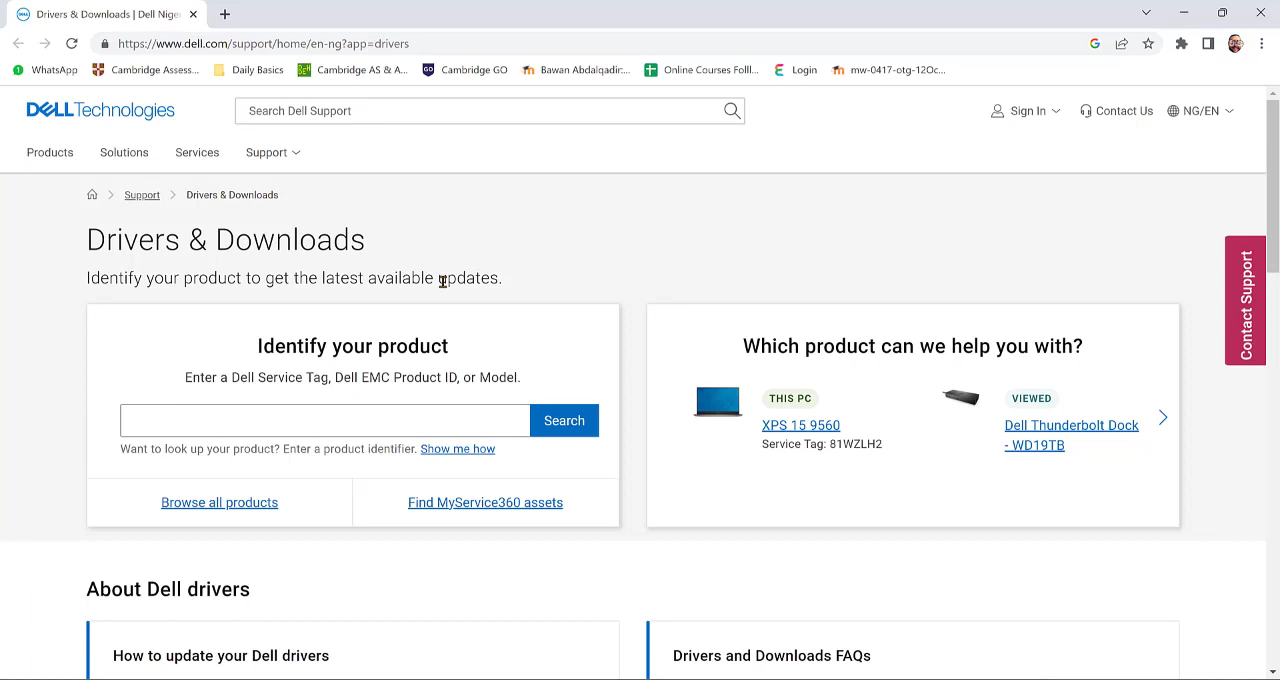 Drivers & Downloads | Dell Niger
https://www.dell.com/support/home/en-ng?app=drivers
WhatsApp
Cambridge Assess...
Daily Basics
Cambridge AS & A...
Cambridge GO
Bawan Abdalqadir:...
Online Courses Folll...
Login
mw-0417-otg-12Oc...
DELLTechnologies
Search Dell Support
Sign In
Contact Us
NG/EN
Products
Solutions
Services
Support
Support
Drivers & Downloads
Drivers & Downloads
Identify your product to get the latest available updates.
Contact Support
Identify your product
Enter a Dell Service Tag, Dell EMC Product ID, or Model.
Search
Want to look up your product? Enter a product identifier. Show me how
Browse all products
Find MyService360 assets
Which product can we help you with?
THIS PC
XPS 15 9560
Service Tag: 81WZLH2
VIEWED
Dell Thunderbolt Dock
- WD19TB
About Dell drivers
How to update your Dell drivers
Drivers and Downloads FAQs